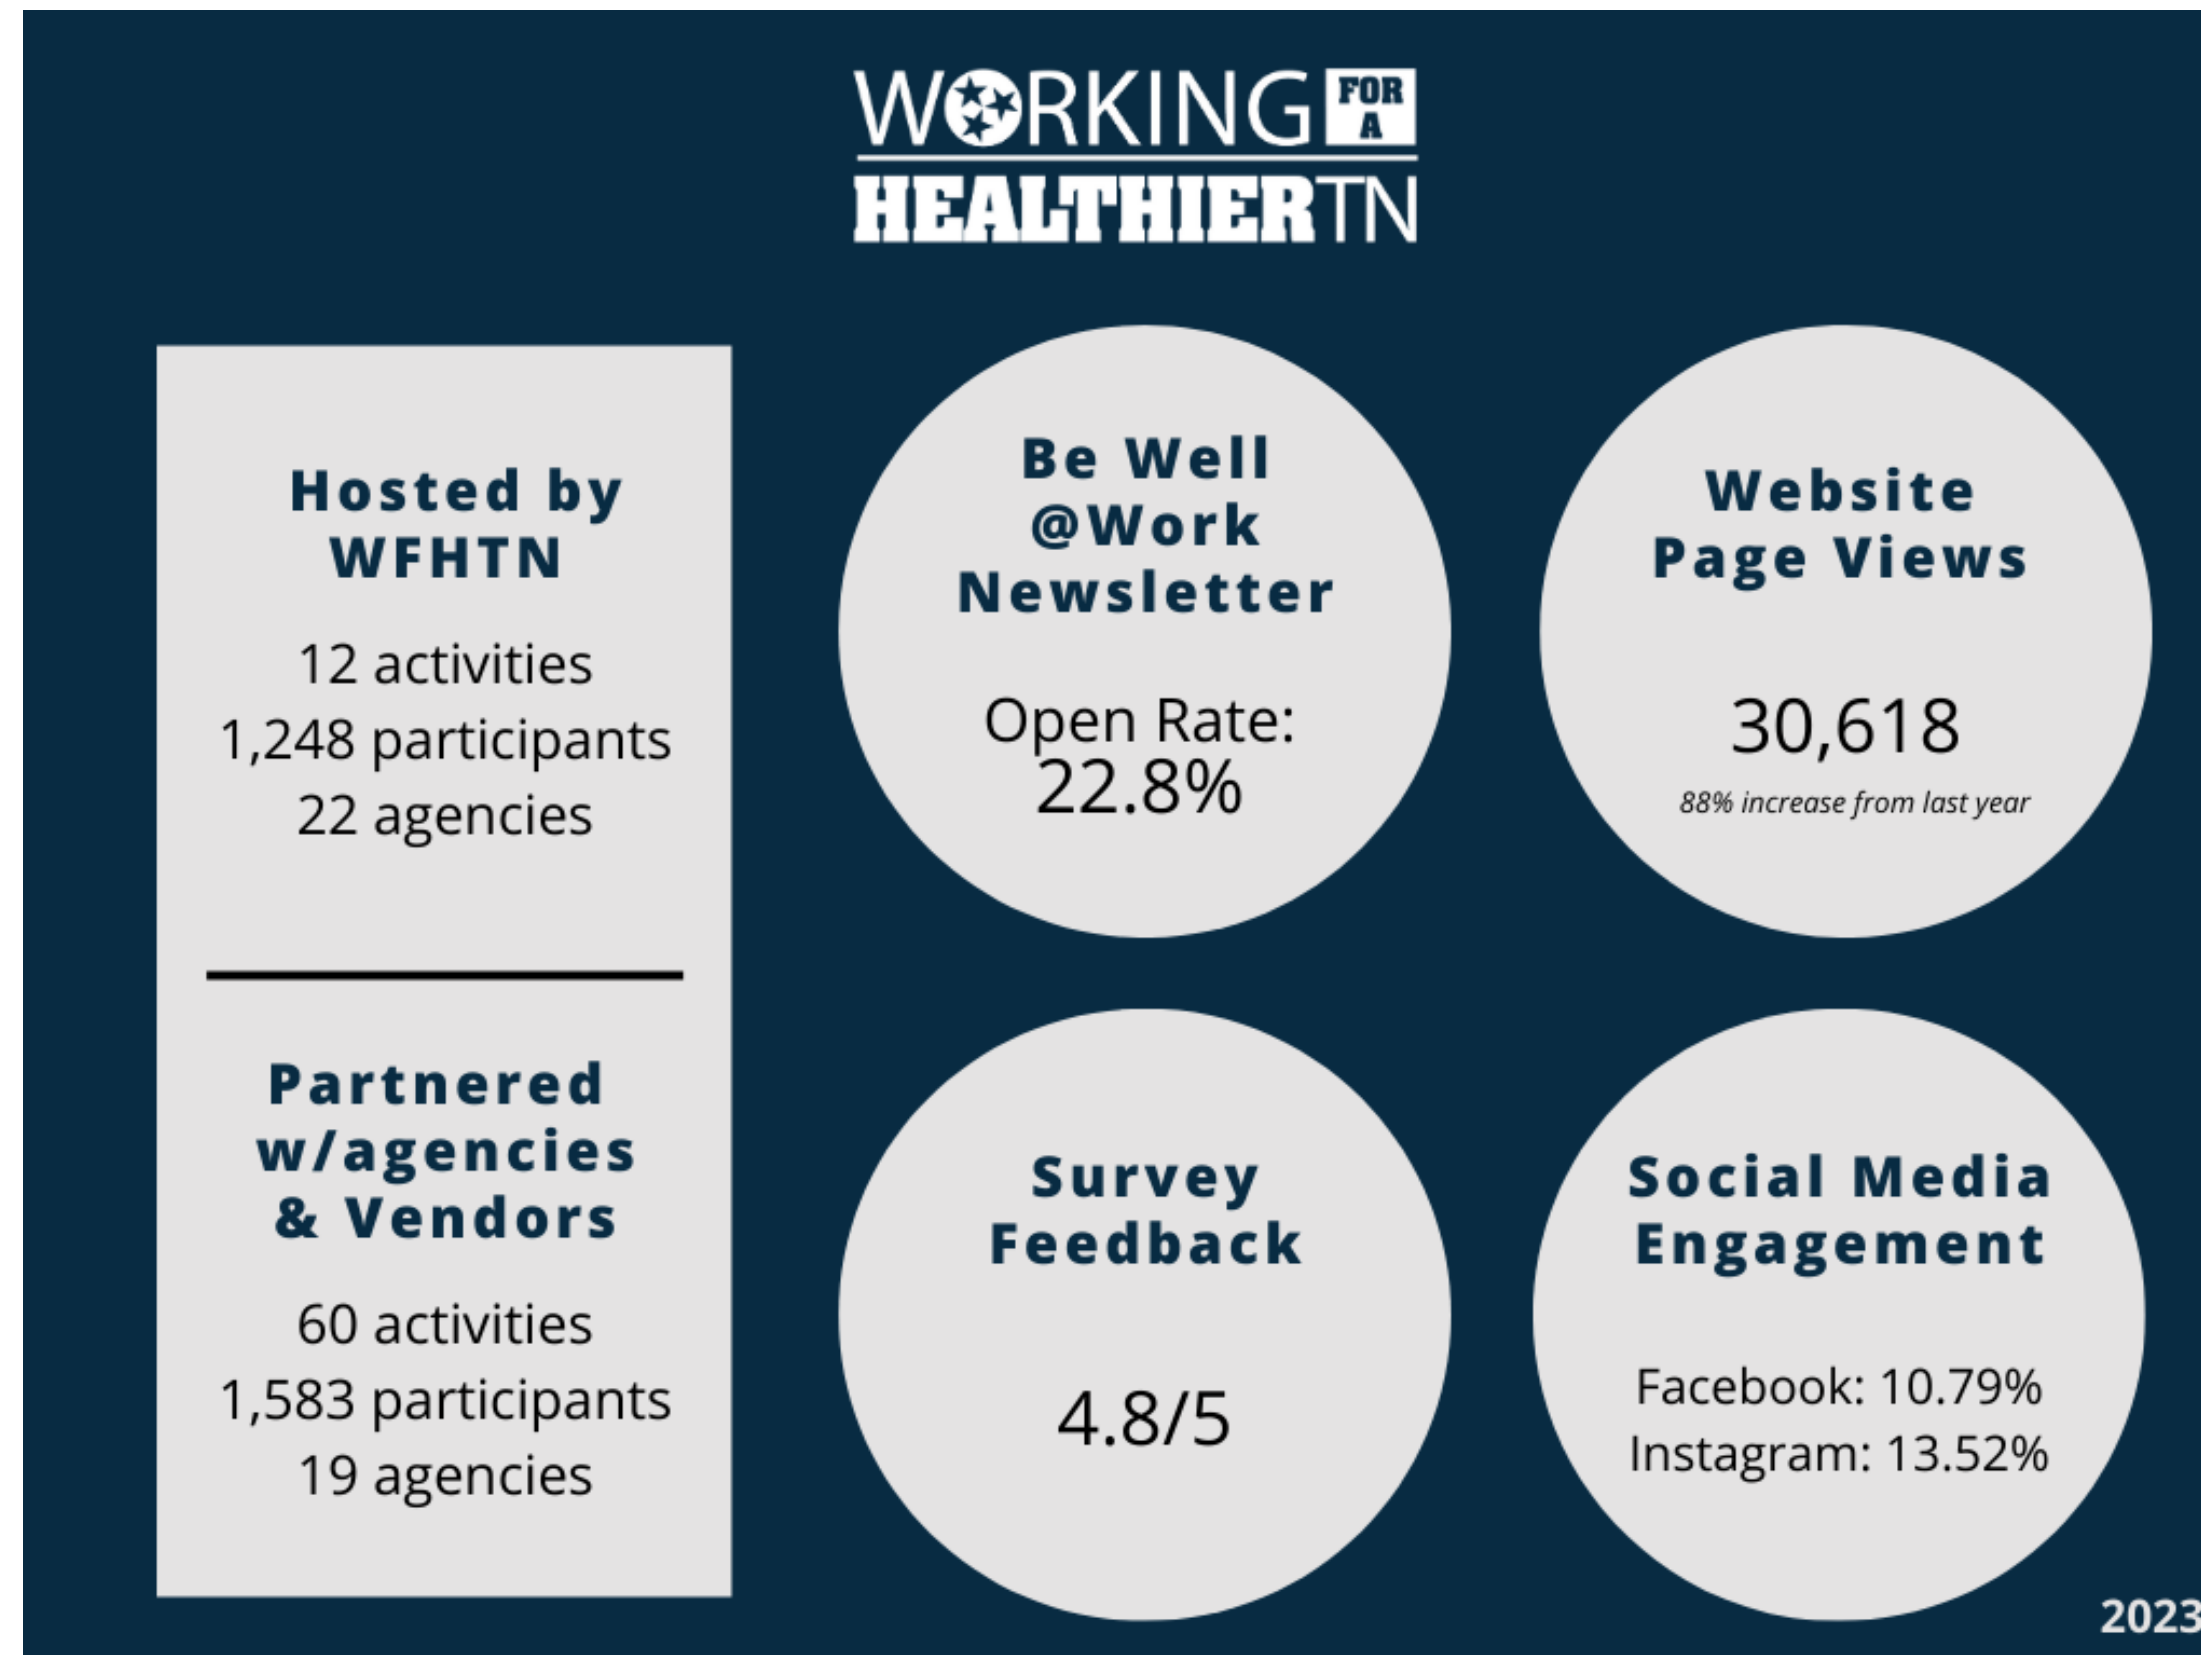 WORKING FOR A
HEALTHIERTN
Hosted by
WFHTN
12 activities
1,248 participants
22 agencies
Partnered
w/agencies
& Vendors
60 activities
1,583 participants
19 agencies
Be Well
@Work
Newsletter
Open Rate:
22.8%
Website
Page Views
30,618
88% increase from last year
Survey
Feedback
4.8/5
Social Media
Engagement
Facebook: 10.79%
Instagram: 13.52%
2023